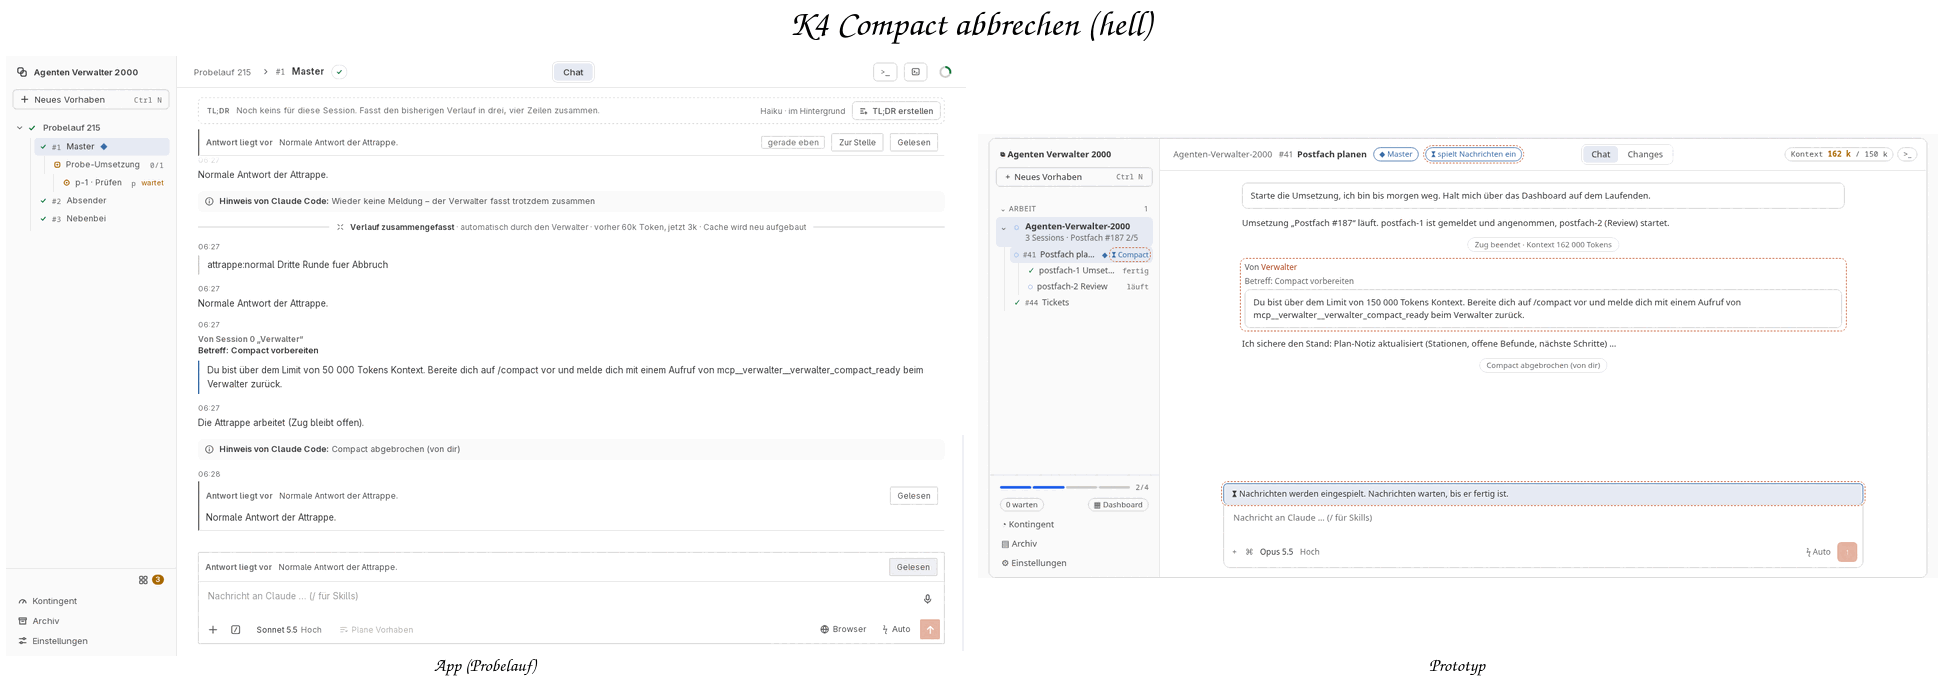 K4 Compact abbrechen (hell)
Agenten Verwalter 2000
Neues Vorhaben Ctrl N
Probelauf 215
#1 Master
Probe-Umsetzung 0/1
p-1 · Prüfen p wartet
#2 Absender
#3 Nebenbei
3
Kontingent
Archiv
Einstellungen
Probelauf 215 > #1 Master
Chat
>_
TL;DR Noch keins für diese Session. Fasst den bisherigen Verlauf in drei, vier Zeilen zusammen. Haiku · im Hintergrund TL;DR erstellen
Antwort liegt vor Normale Antwort der Attrappe. gerade eben Zur Stelle Gelesen
06:27
Normale Antwort der Attrappe.
Hinweis von Claude Code: Wieder keine Meldung – der Verwalter fasst trotzdem zusammen
Verlauf zusammengefasst · automatisch durch den Verwalter · vorher 60k Token, jetzt 3k · Cache wird neu aufgebaut
06:27
attrappe:normal Dritte Runde fuer Abbruch
06:27
Normale Antwort der Attrappe.
06:27
Von Session 0 „Verwalter“
Betreff: Compact vorbereiten
Du bist über dem Limit von 50 000 Tokens Kontext. Bereite dich auf /compact vor und melde dich mit einem Aufruf von mcp__verwalter__verwalter_compact_ready beim
Verwalter zurück.
06:27
Die Attrappe arbeitet (Zug bleibt offen).
Hinweis von Claude Code: Compact abgebrochen (von dir)
06:28
Antwort liegt vor Normale Antwort der Attrappe. Gelesen
Normale Antwort der Attrappe.
Antwort liegt vor Normale Antwort der Attrappe. Gelesen
Nachricht an Claude ... (/ für Skills)
Sonnet 5.5 Hoch Plane Vorhaben Browser Auto
App (Probelauf)
Agenten Verwalter 2000
+ Neues Vorhaben Ctrl N
ARBEIT 1
Agenten-Verwalter-2000
3 Sessions · Postfach #187 2/5
#41 Postfach pla... Compact
postfach-1 Umset... fertig
postfach-2 Review läuft
#44 Tickets
2/4
0 warten Dashboard
Kontingent
Archiv
Einstellungen
Agenten-Verwalter-2000 #41 Postfach planen Master spielt Nachrichten ein
Chat Changes
Kontext 162 k / 150 k >_
Starte die Umsetzung, ich bin bis morgen weg. Halt mich über das Dashboard auf dem Laufenden.
Umsetzung „Postfach #187“ läuft. postfach-1 ist gemeldet und angenommen, postfach-2 (Review) startet.
Zug beendet · Kontext 162 000 Tokens
Von Verwalter
Betreff: Compact vorbereiten
Du bist über dem Limit von 150 000 Tokens Kontext. Bereite dich auf /compact vor und melde dich mit einem Aufruf von
mcp__verwalter__verwalter_compact_ready beim Verwalter zurück.
Ich sichere den Stand: Plan-Notiz aktualisiert (Stationen, offene Befunde, nächste Schritte) ...
Compact abgebrochen (von dir)
Nachrichten werden eingespielt. Nachrichten warten, bis er fertig ist.
Nachricht an Claude ... (/ für Skills)
+ ⌘ Opus 5.5 Hoch Auto ↑
Prototyp